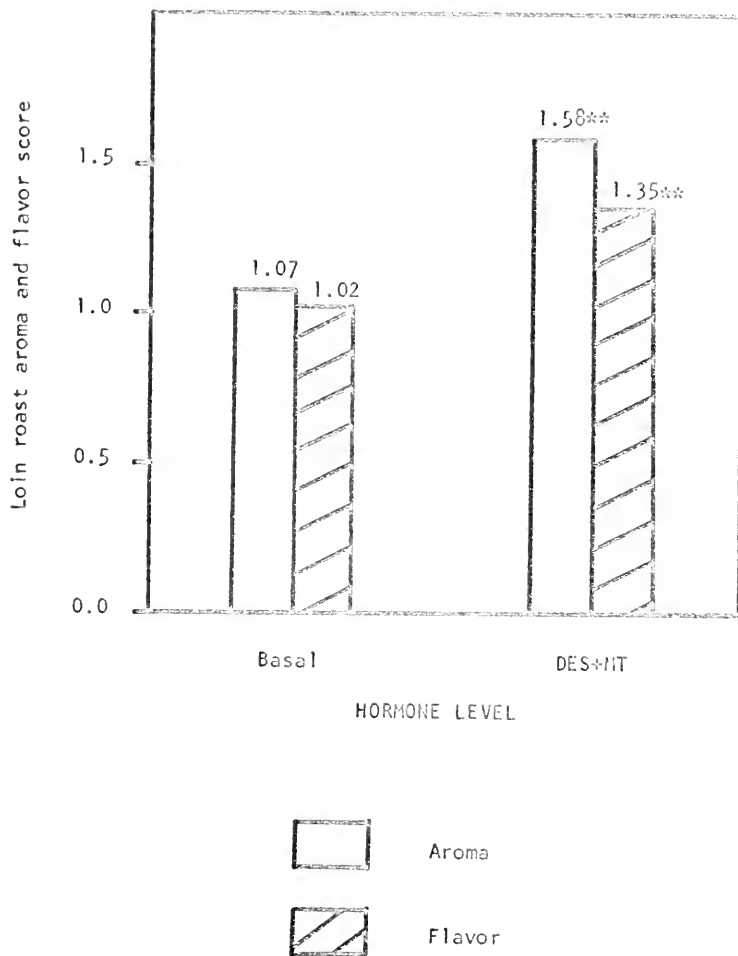 Loin roast aroma and flavor score
1.5
1.0
0.5
0.0
1.07
1.02
1.58**
1.35**
Basal
DES+MT
HORMONE LEVEL
Aroma
Flavor